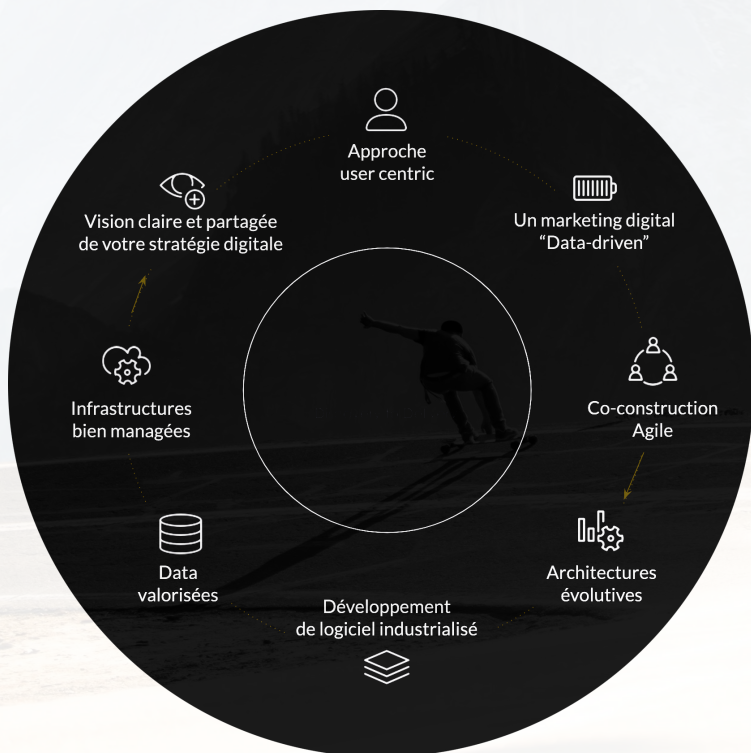 Approche
user centric
Un marketing digital
“Data-driven”
Co-construction
Agile
Architectures
évolutives
Développement
de logiciel industrialisé
Data
valorisées
Infrastructures
bien managées
Vision claire et partagée
de votre stratégie digitale